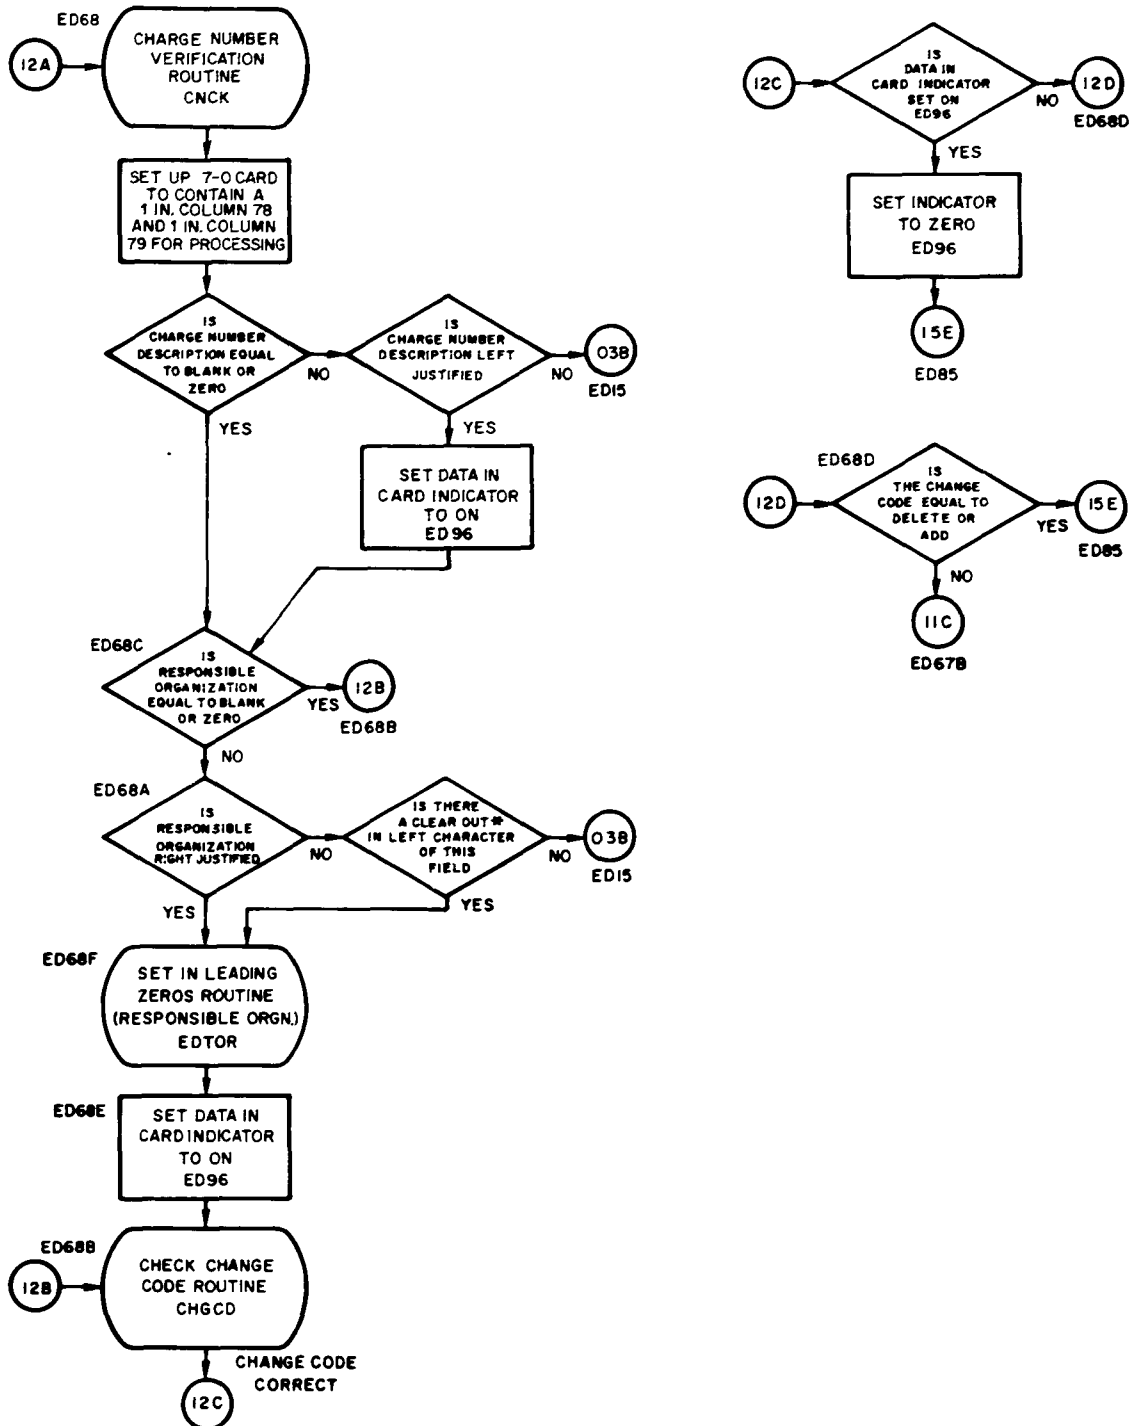 ED68
12A
CHARGE NUMBER
VERIFICATION
ROUTINE
CNCK
SET UP 7-0 CARD
TO CONTAIN A
1 IN. COLUMN 78
AND 1 IN. COLUMN
79 FOR PROCESSING
IS
CHARGE NUMBER
DESCRIPTION EQUAL
TO BLANK OR
ZERO
NO
YES
IS
CHARGE NUMBER
DESCRIPTION LEFT
JUSTIFIED
NO
03B
ED15
YES
SET DATA IN
CARD INDICATOR
TO ON
ED96
ED68C
IS
RESPONSIBLE
ORGANIZATION
EQUAL TO BLANK
OR ZERO
YES
12B
ED68B
NO
ED68A
IS
RESPONSIBLE
ORGANIZATION
RIGHT JUSTIFIED
NO
YES
IS THERE
A CLEAR OUT *
IN LEFT CHARACTER
OF THIS
FIELD
NO
03B
ED15
YES
ED68F
SET IN LEADING
ZEROS ROUTINE
(RESPONSIBLE ORGN.)
EDTOR
ED68E
SET DATA IN
CARD INDICATOR
TO ON
ED96
ED68B
12B
CHECK CHANGE
CODE ROUTINE
CHGCD
CHANGE CODE
CORRECT
12C
12C
IS
DATA IN
CARD INDICATOR
SET ON
ED96
NO
12D
ED68D
YES
SET INDICATOR
TO ZERO
ED96
15E
ED85
ED68D
12D
IS
THE CHANGE
CODE EQUAL TO
DELETE OR
ADD
YES
15E
ED85
NO
11C
ED67B